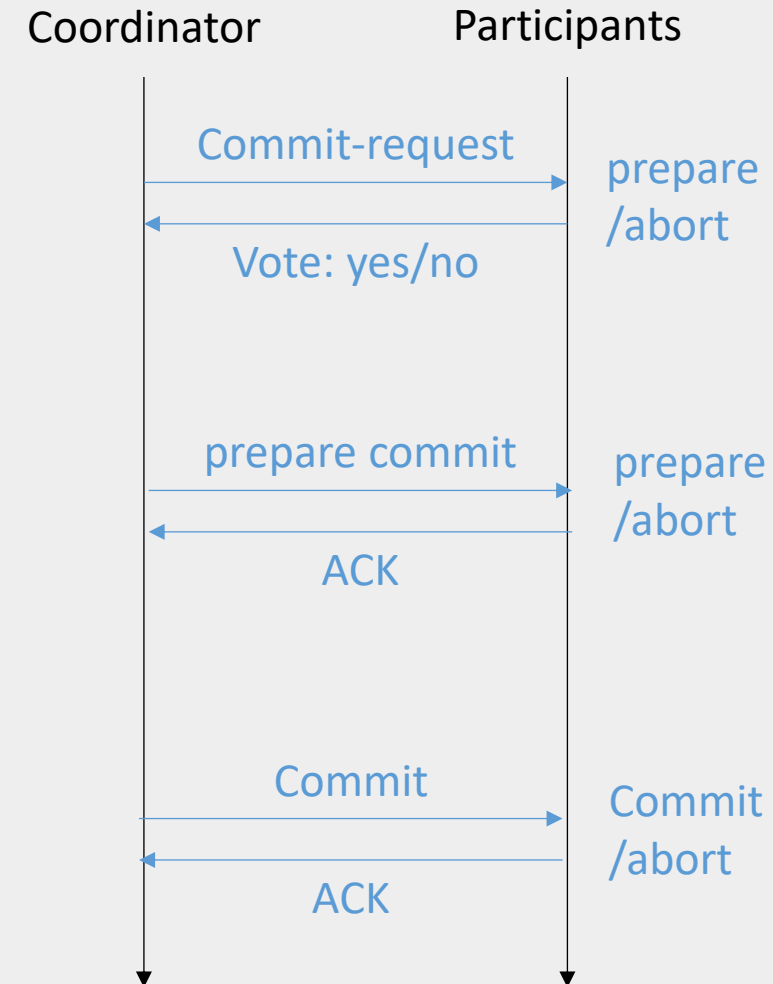 Coordinator
Participants
Commit-request
prepare
/abort
Vote: yes/no
prepare commit
prepare
/abort
ACK
Commit
Commit
/abort
ACK